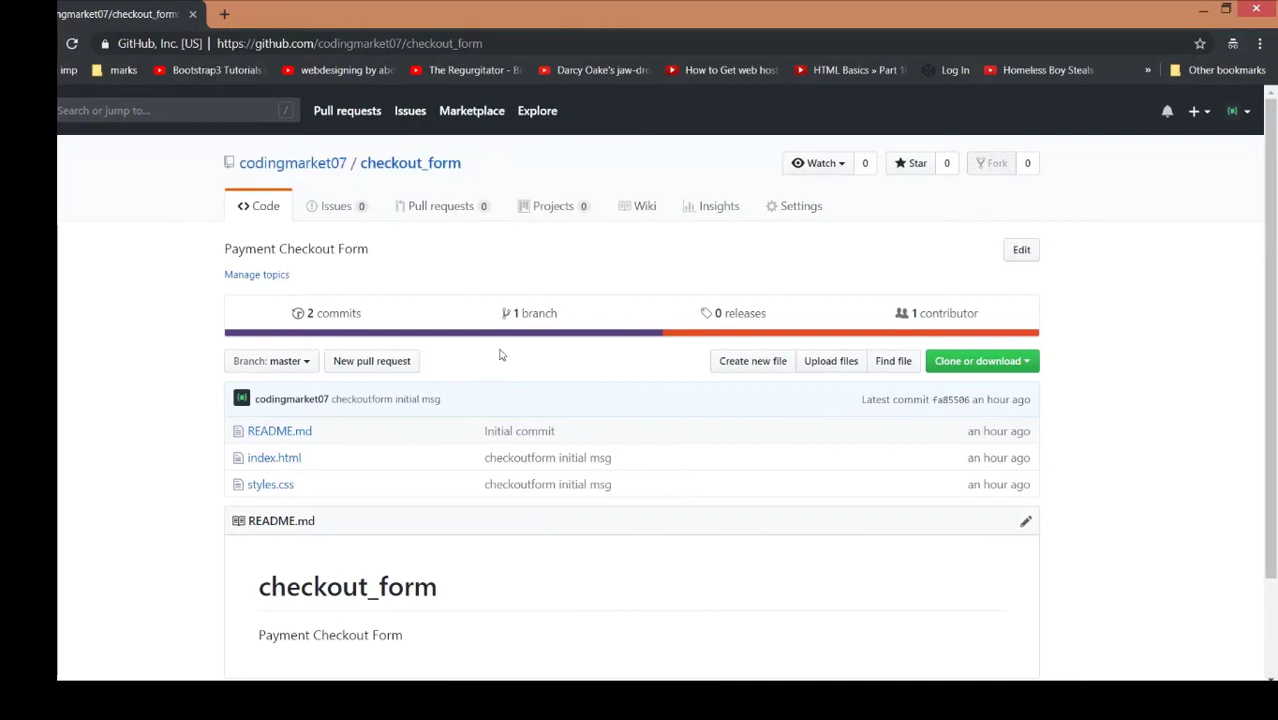 ngmarket07/checkout_form:
GitHub, Inc. [US] https://github.com/codingmarket07/checkout_form
imp marks Bootstrap3 Tutorials webdesigning by abd The Regurgitator - B Darcy Oake's jaw-dro How to Get web host HTML Basics » Part 1 Log In Homeless Boy Steals » Other bookmarks
Search or jump to... / Pull requests Issues Marketplace Explore
codingmarket07 / checkout_form Watch 0 Star 0 Fork 0
Code Issues 0 Pull requests 0 Projects 0 Wiki Insights Settings
Payment Checkout Form Edit
Manage topics
2 commits 1 branch 0 releases 1 contributor
Branch: master New pull request Create new file Upload files Find file Clone or download
codingmarket07 checkoutform initial msg Latest commit fa85506 an hour ago
README.md Initial commit an hour ago
index.html checkoutform initial msg an hour ago
styles.css checkoutform initial msg an hour ago
README.md
checkout_form
Payment Checkout Form